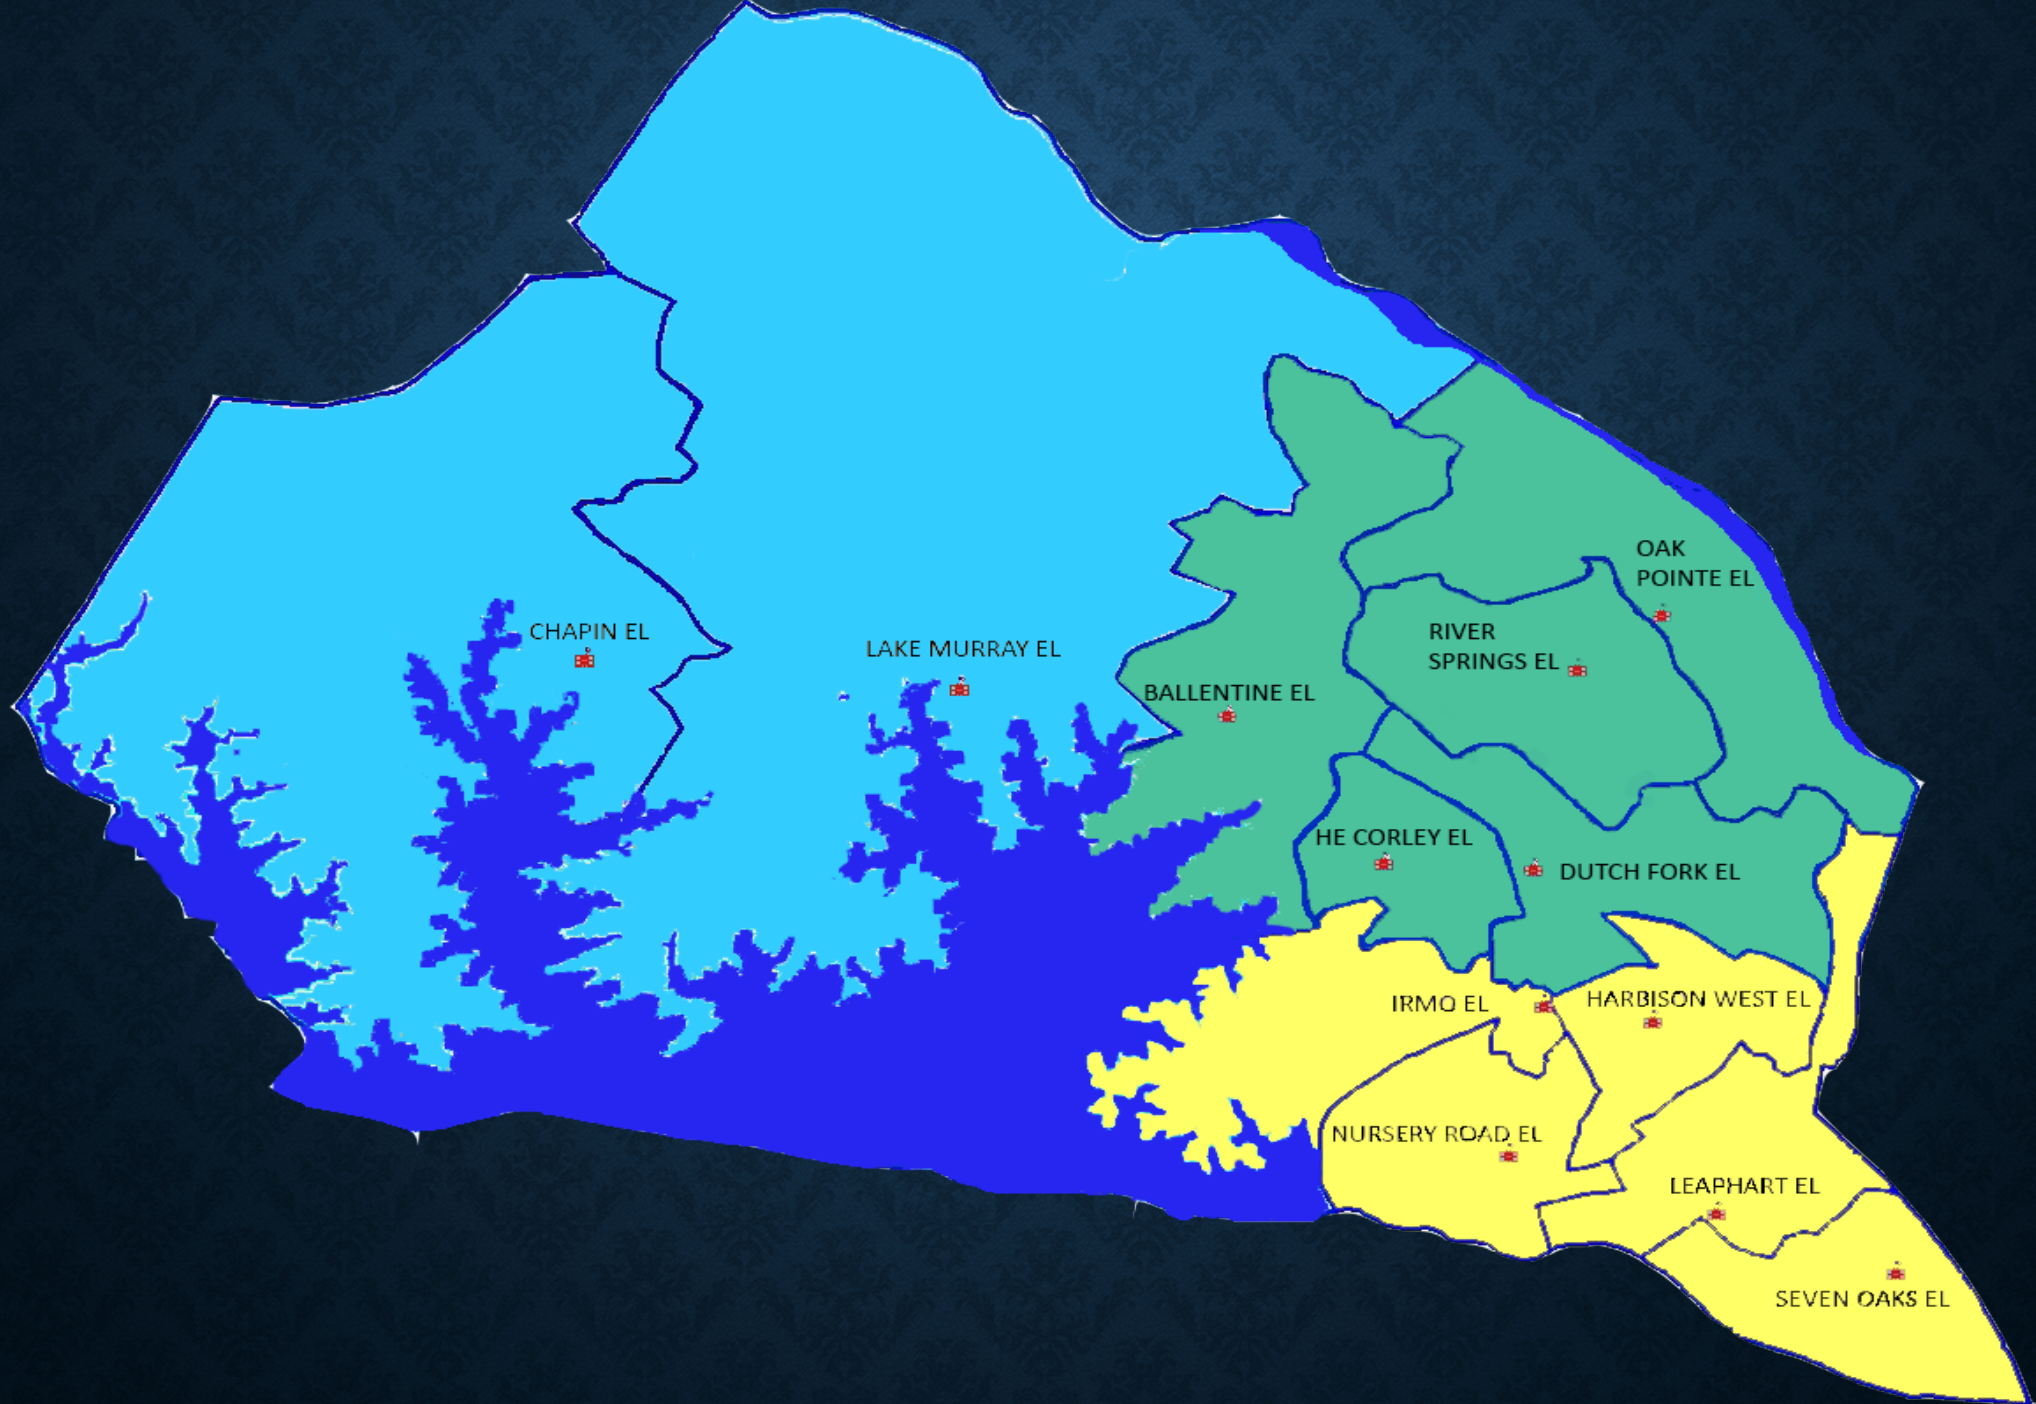 OAK
POINTE EL
CHAPIN EL
LAKE MURRAY EL
RIVER
SPRINGS EL
BALLENTINE EL
HE CORLEY EL
DUTCH FORK EL
IRMO EL
HARBISON WEST EL
NURSERY ROAD EL
LEAPHART EL
SEVEN OAKS EL